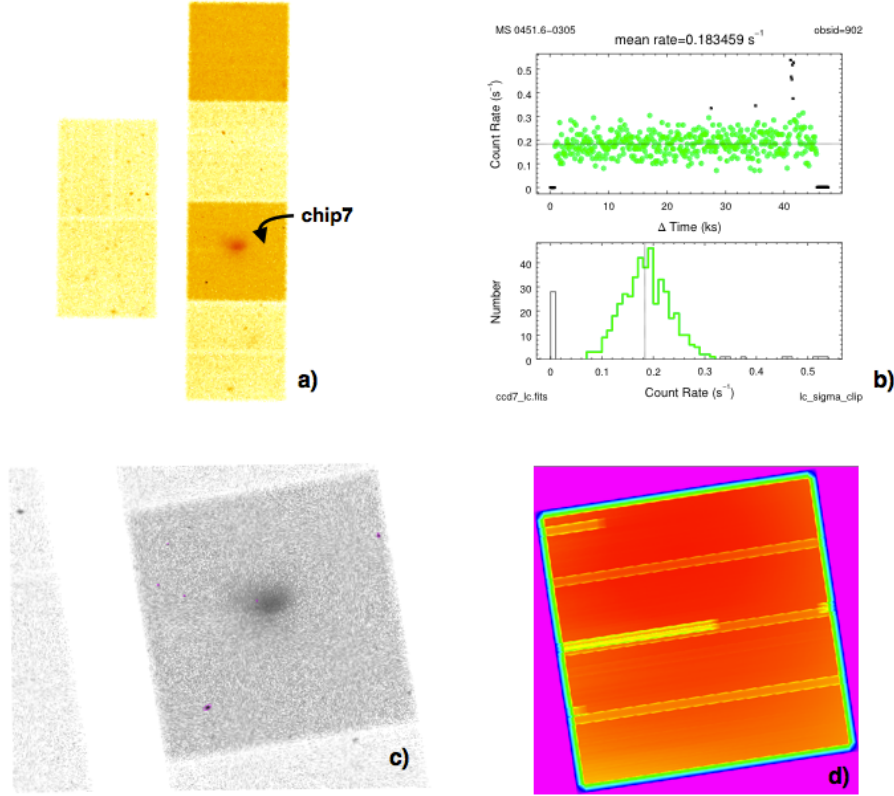 chip7
a)
MS 0451.6−0305 obsid=902
mean rate=0.183459 s⁻¹
Count Rate (s⁻¹)
0.5
0.4
0.3
0.2
0.1
0
0 10 20 30 40
Δ Time (ks)
Number
40
30
20
10
0
0 0.1 0.2 0.3 0.4 0.5
Count Rate (s⁻¹)
ccd7_lc.fits lc_sigma_clip
b)
c)
d)